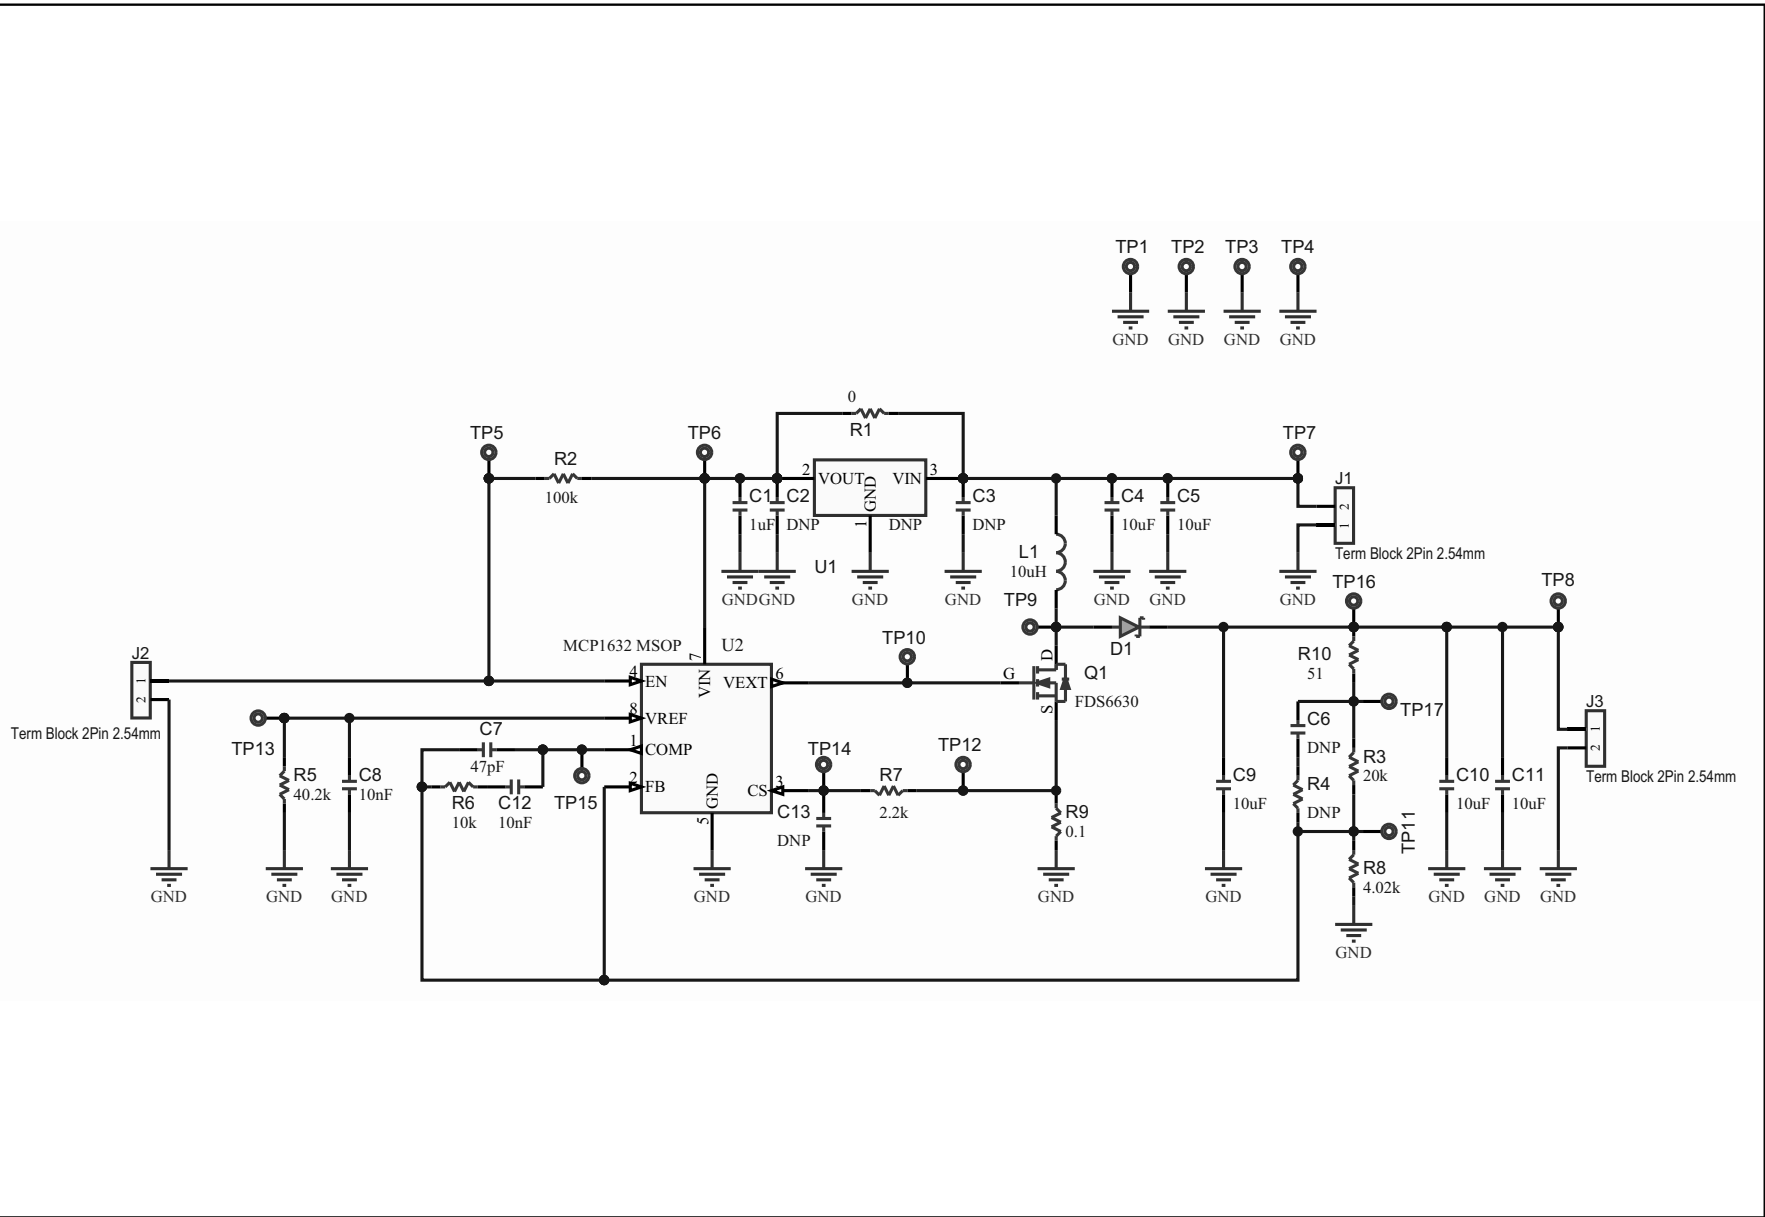 TP1 TP2 TP3 TP4
GND GND GND GND
0
R1
TP5
TP6
TP7
R2
100k
2 VOUT VIN 3
GND
1
DNP
U1
C1
1uF
C2
DNP
C3
DNP
C4
10uF
C5
10uF
J1
2
1
Term Block 2Pin 2.54mm
L1
10uH
GND GND GND GND GND GND GND
TP9
TP16
TP8
MCP1632 MSOP
U2
TP10
D1
R10
51
J2
1
2
Term Block 2Pin 2.54mm
4 EN
7 VIN
VEXT 6
8 VREF
1 COMP
2 FB
GND 5
CS 3
G
D
S
Q1
FDS6630
TP17
C6
DNP
J3
1
2
Term Block 2Pin 2.54mm
TP13
C7
47pF
TP14
TP12
R3
20k
R5
40.2k
C8
10nF
R6
10k
C12
10nF
TP15
C13
DNP
R7
2.2k
R9
0.1
C9
10uF
R4
DNP
C10
10uF
C11
10uF
TP11
R8
4.02k
GND GND GND GND GND GND GND GND GND GND
GND